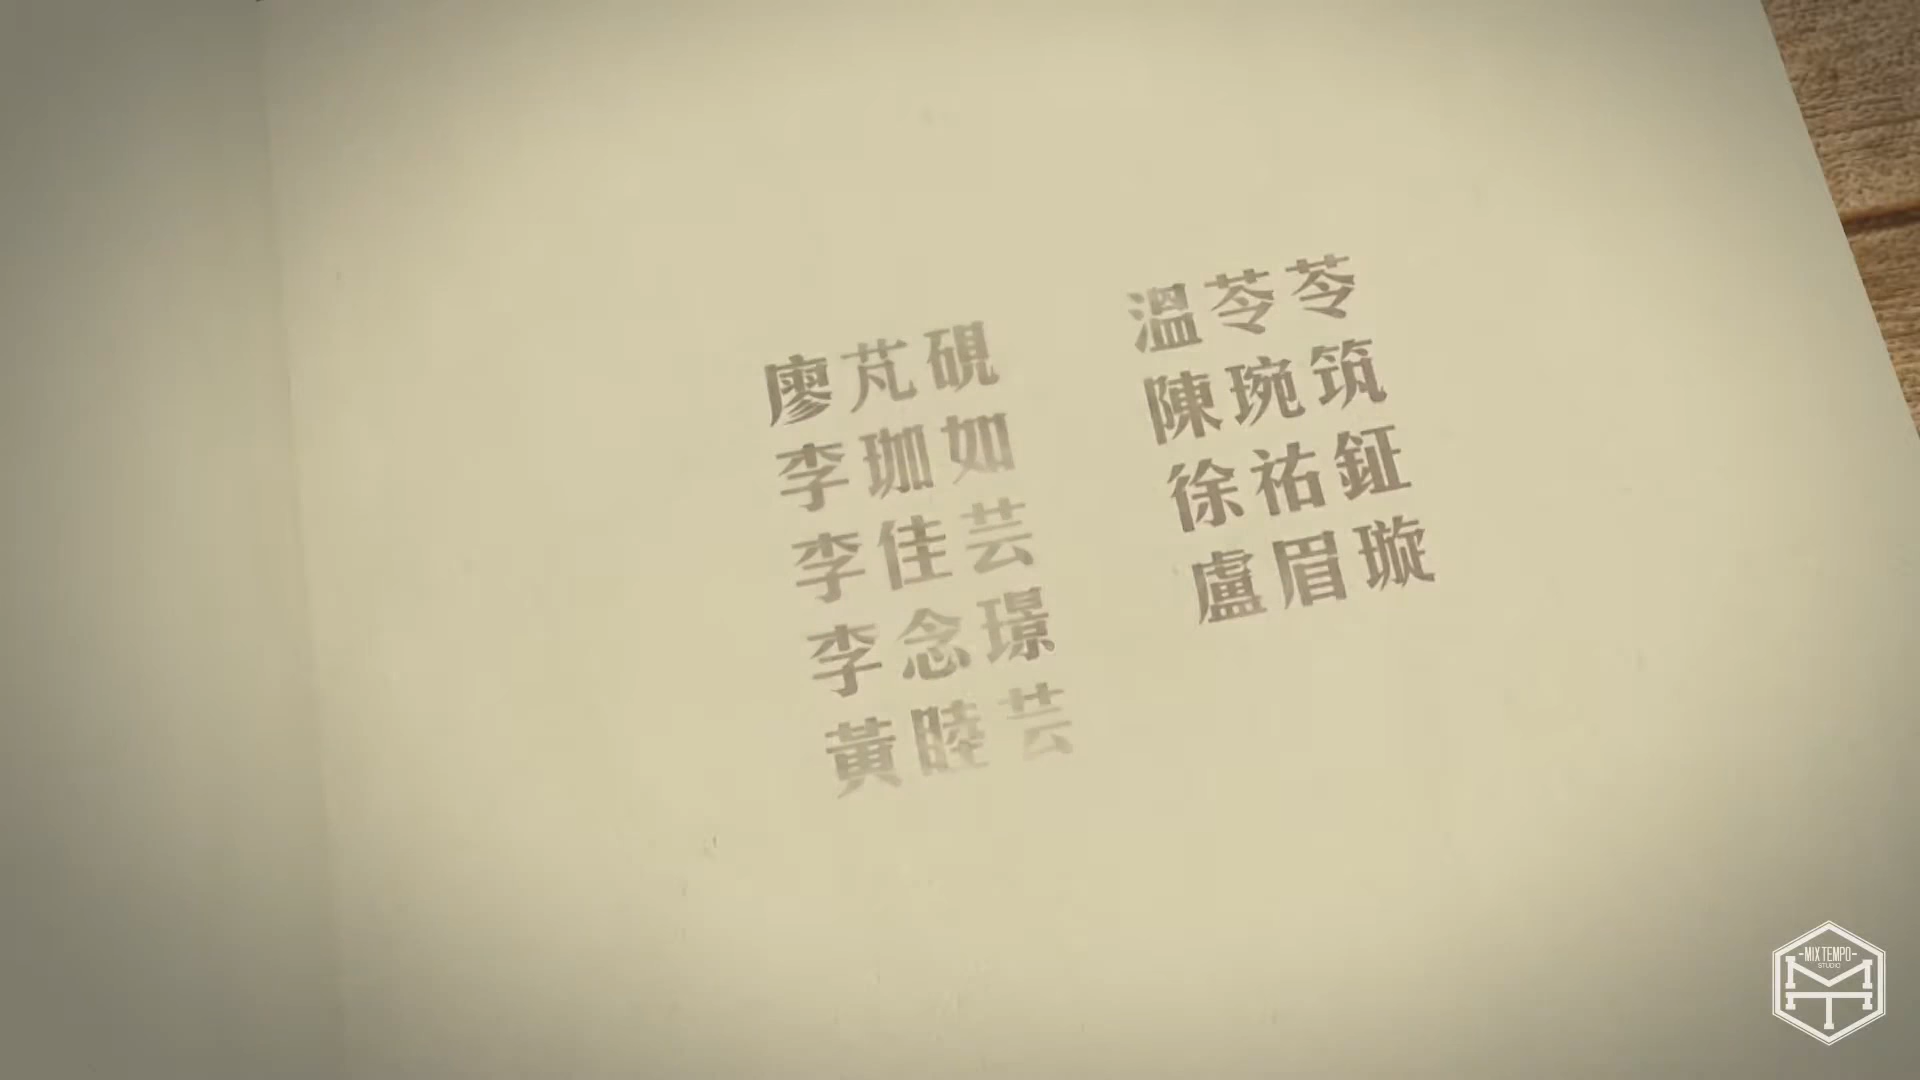 廖芃硯
李珈如
李佳芸
李念璟
黃睦芸
溫苓苓
陳琬筑
徐祐鉦
盧眉璇
-MIX TEMPO-
STUDIO